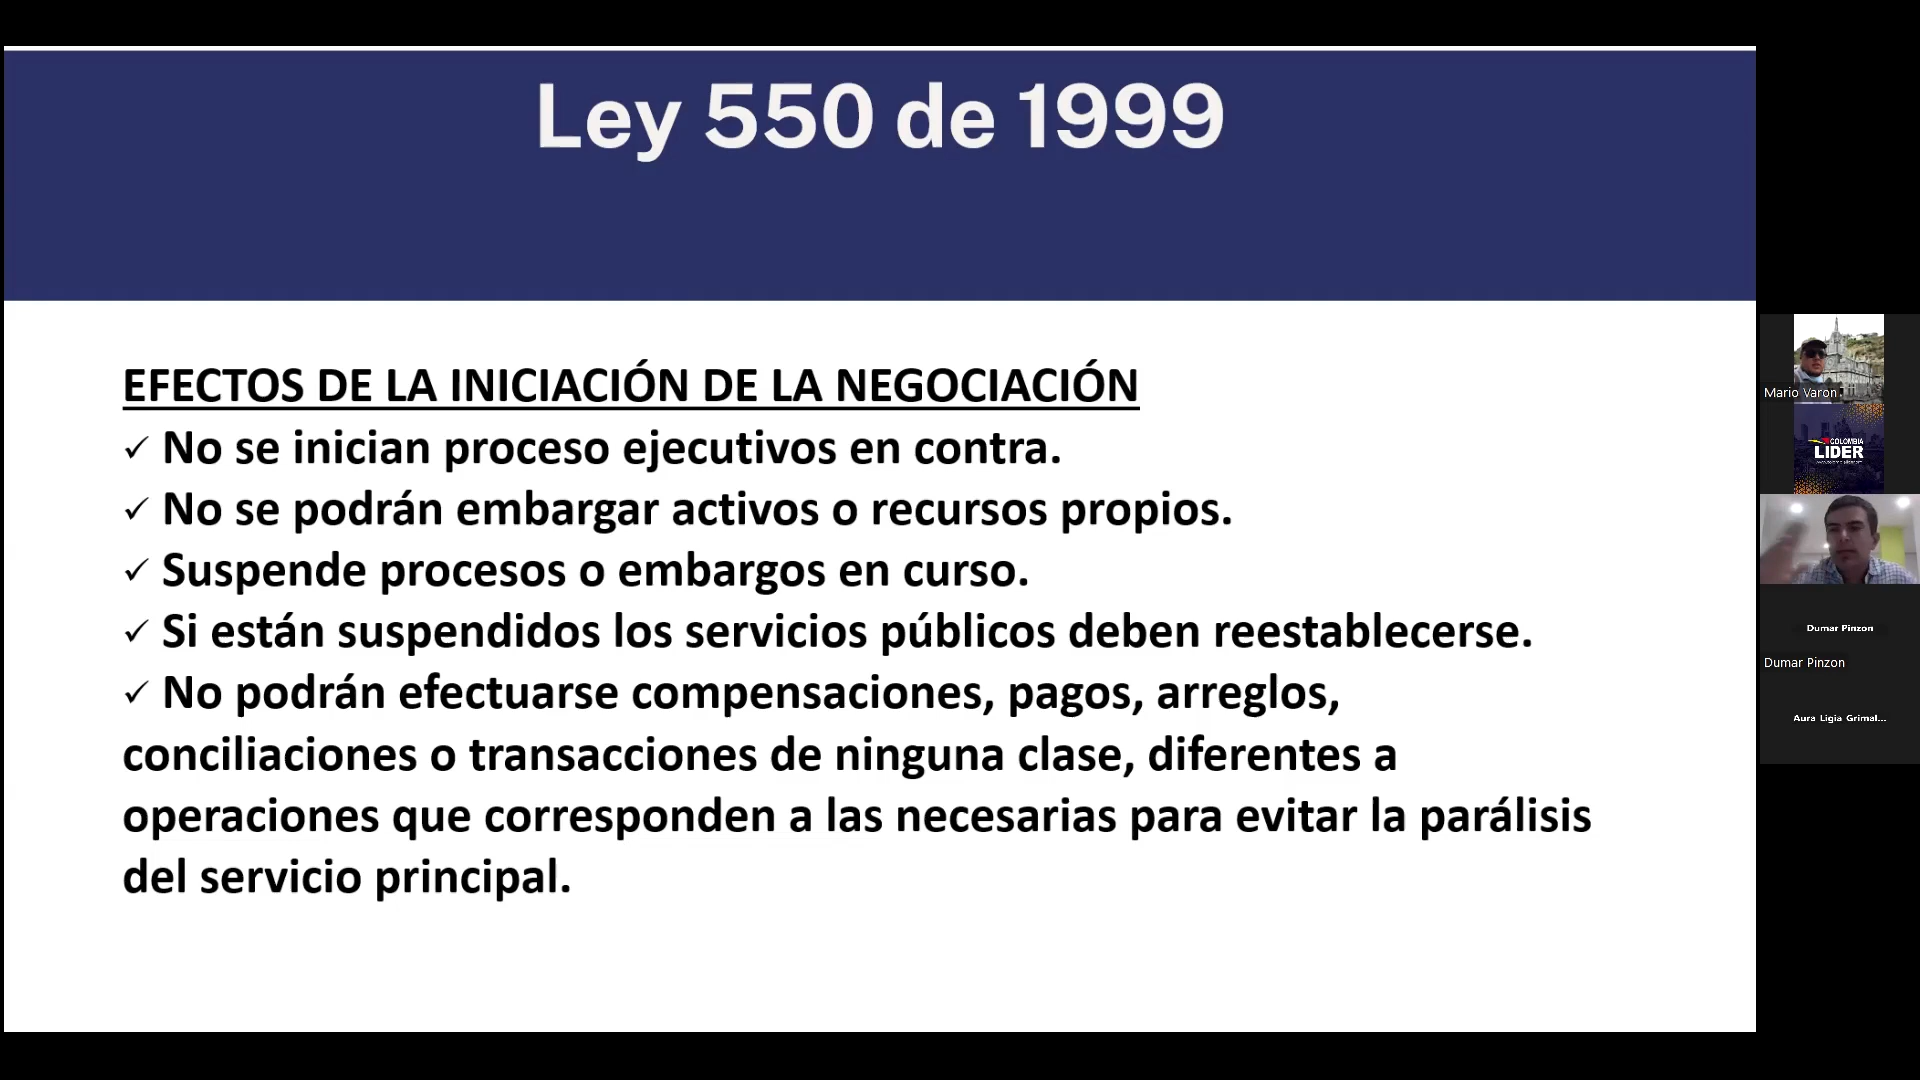 Ley 550 de 1999
EFECTOS DE LA INICIACIÓN DE LA NEGOCIACIÓN
✓ No se inician proceso ejecutivos en contra.
✓ No se podrán embargar activos o recursos propios.
✓ Suspende procesos o embargos en curso.
✓ Si están suspendidos los servicios públicos deben reestablecerse.
✓ No podrán efectuarse compensaciones, pagos, arreglos,
conciliaciones o transacciones de ninguna clase, diferentes a
operaciones que corresponden a las necesarias para evitar la parálisis
del servicio principal.
Mario Varon
COLOMBIA
LIDER
Dumar Pinzon
Dumar Pinzon
Aura Ligia Grimal...